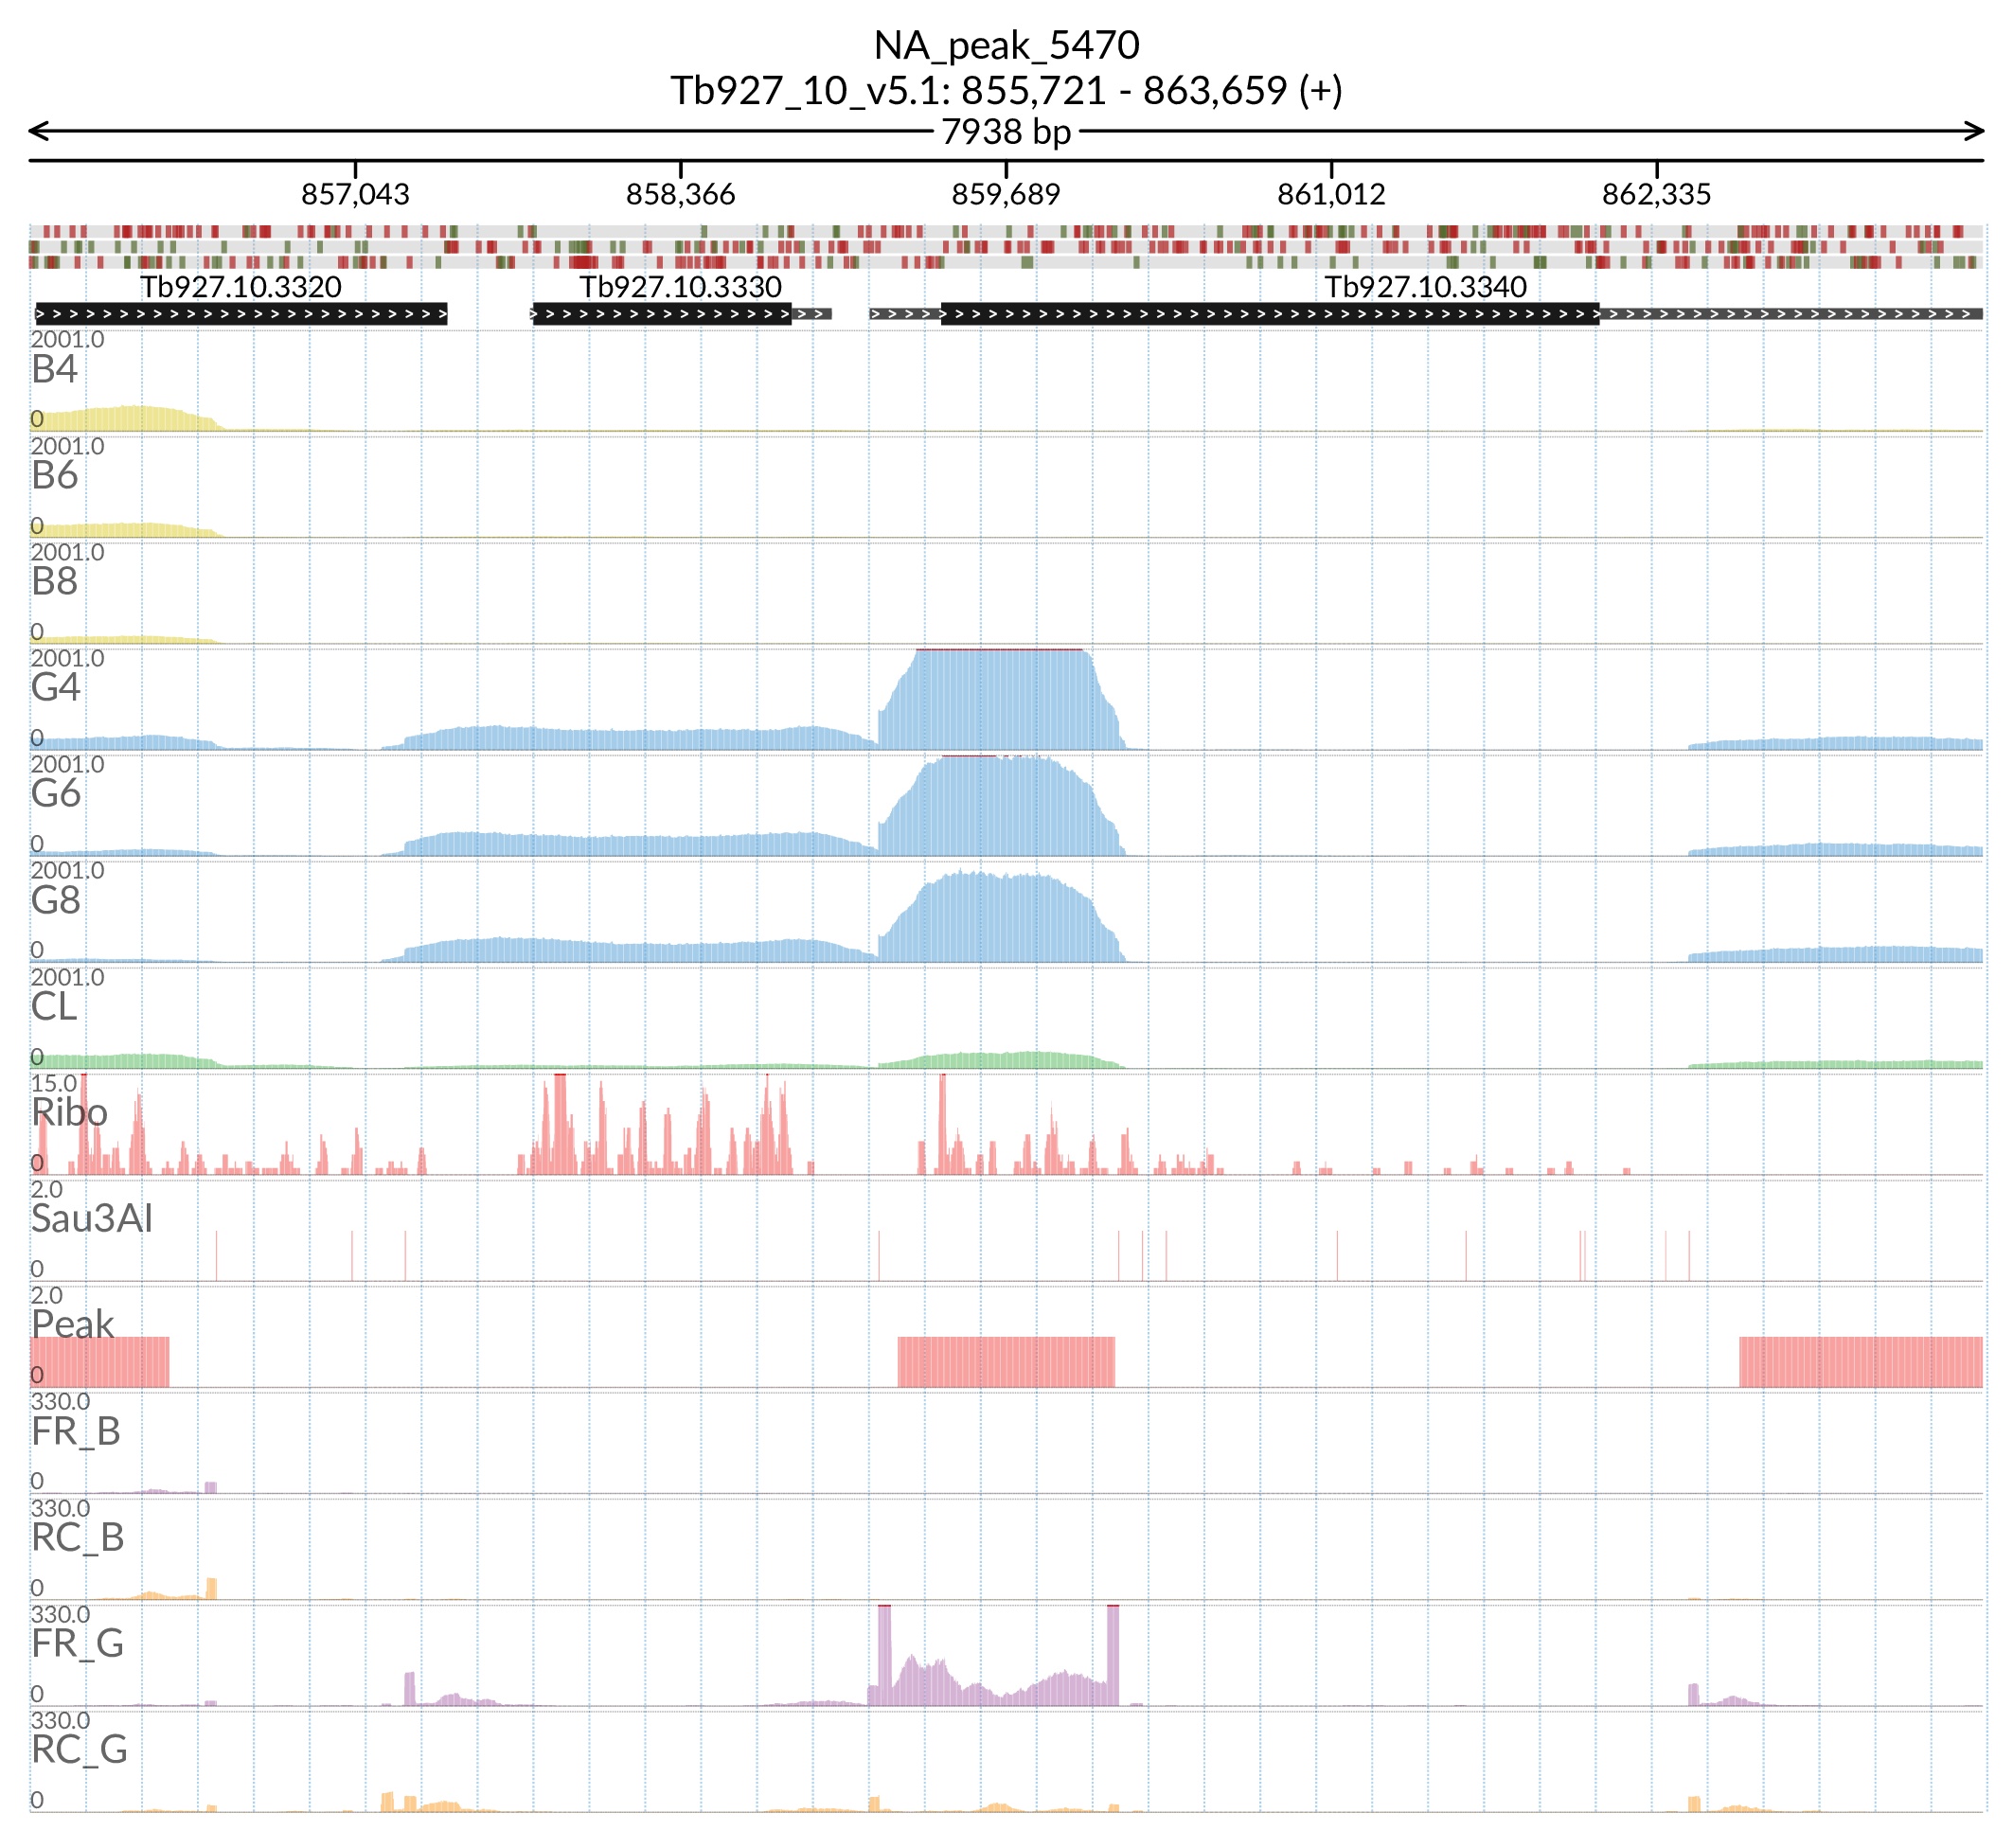 NA_peak_5470
Tb927_10_v5.1: 855,721 - 863,659 (+)
7938 bp
857,043 858,366 859,689 861,012 862,335
Tb927.10.3320 Tb927.10.3330 Tb927.10.3340
2001.0
B4
0
2001.0
B6
0
2001.0
B8
0
2001.0
G4
0
2001.0
G6
0
2001.0
G8
0
2001.0
CL
0
15.0
Ribo
0
2.0
Sau3AI
0
2.0
Peak
0
330.0
FR_B
0
330.0
RC_B
0
330.0
FR_G
0
330.0
RC_G
0